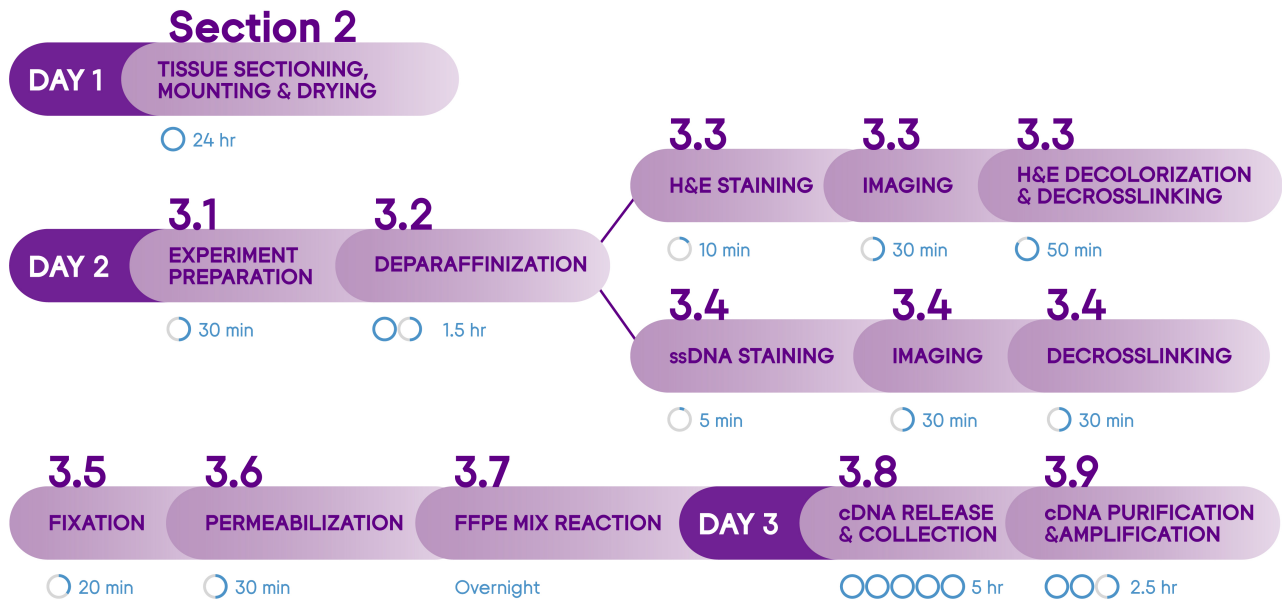 Section 2
DAY 1
TISSUE SECTIONING,
MOUNTING & DRYING
24 hr
3.1
3.2
DAY 2
EXPERIMENT
PREPARATION
DEPARAFFINIZATION
30 min
1.5 hr
3.3
3.3
3.3
H&E STAINING
IMAGING
H&E DECOLORIZATION
& DECROSSLINKING
10 min
30 min
50 min
3.4
3.4
3.4
ssDNA STAINING
IMAGING
DECROSSLINKING
5 min
30 min
30 min
3.5
3.6
3.7
3.8
3.9
FIXATION
PERMEABILIZATION
FFPE MIX REACTION
DAY 3
cDNA RELEASE
& COLLECTION
cDNA PURIFICATION
&AMPLIFICATION
20 min
30 min
Overnight
5 hr
2.5 hr